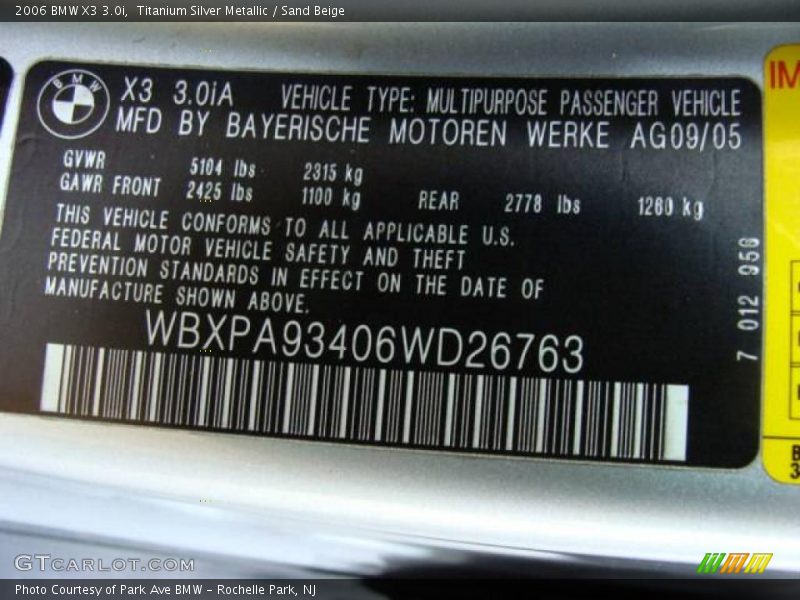 2006 BMW X3 3.0i, Titanium Silver Metallic / Sand Beige
BMW
X3 3.0iA VEHICLE TYPE: MULTIPURPOSE PASSENGER VEHICLE
MFD BY BAYERISCHE MOTOREN WERKE AG09/05
GVWR 5104 lbs 2315 kg
GAWR FRONT 2425 lbs 1100 kg REAR 2778 lbs 1260 kg
THIS VEHICLE CONFORMS TO ALL APPLICABLE U.S.
FEDERAL MOTOR VEHICLE SAFETY AND THEFT
PREVENTION STANDARDS IN EFFECT ON THE DATE OF
MANUFACTURE SHOWN ABOVE.
WBXPA93406WD26763
7 012 958
IM
GTCARLOT.COM
Photo Courtesy of Park Ave BMW - Rochelle Park, NJ